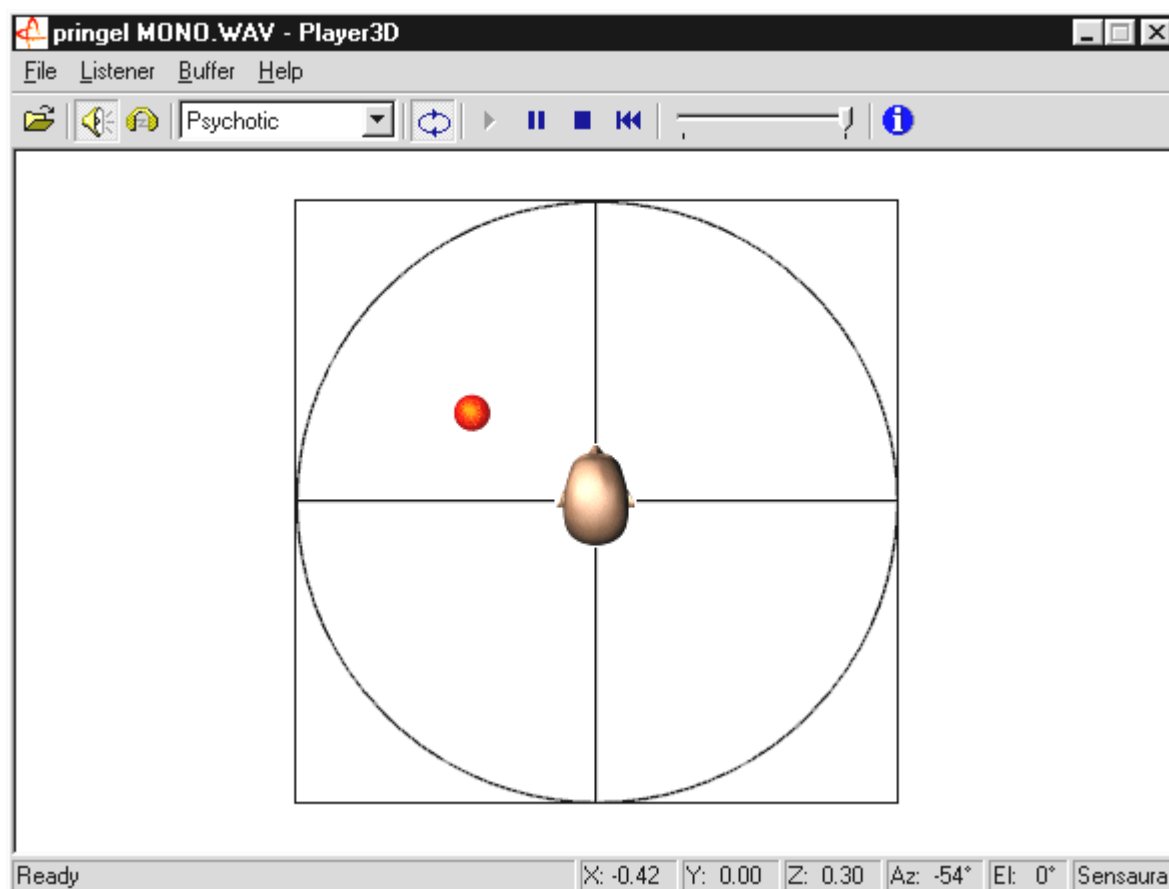 pringel MONO.WAV - Player3D
File Listener Buffer Help
Psychotic
Ready X: -0.42 Y: 0.00 Z: 0.30 Az: -54° El: 0° Sensaura